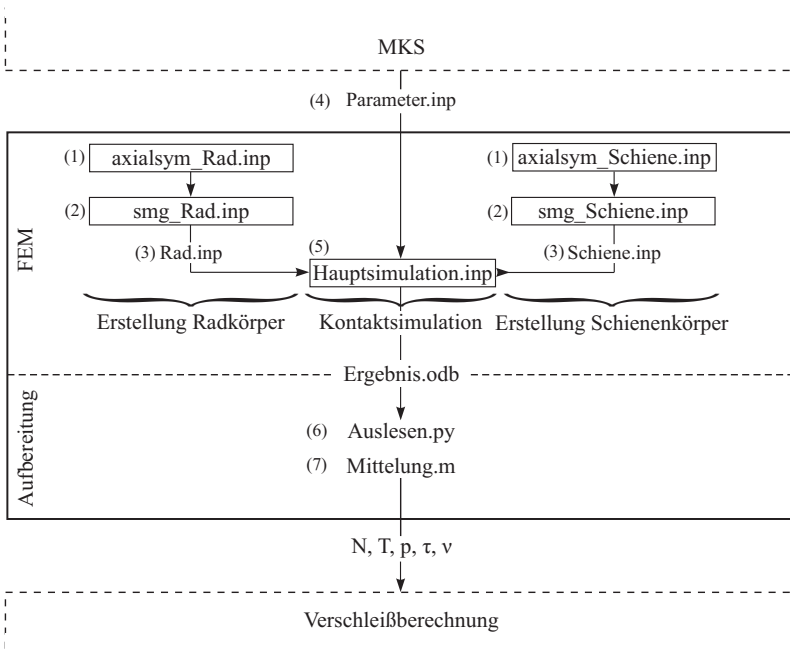 MKS
(4) Parameter.inp
FEM
(1) axialsym_Rad.inp
(1) axialsym_Schiene.inp
(2) smg_Rad.inp
(2) smg_Schiene.inp
(3) Rad.inp
(5)
(3) Schiene.inp
Hauptsimulation.inp
Erstellung Radkörper
Kontaktsimulation
Erstellung Schienenkörper
Ergebnis.odb
Aufbereitung
(6) Auslesen.py
(7) Mittelung.m
N, T, p, τ, ν
Verschleißberechnung